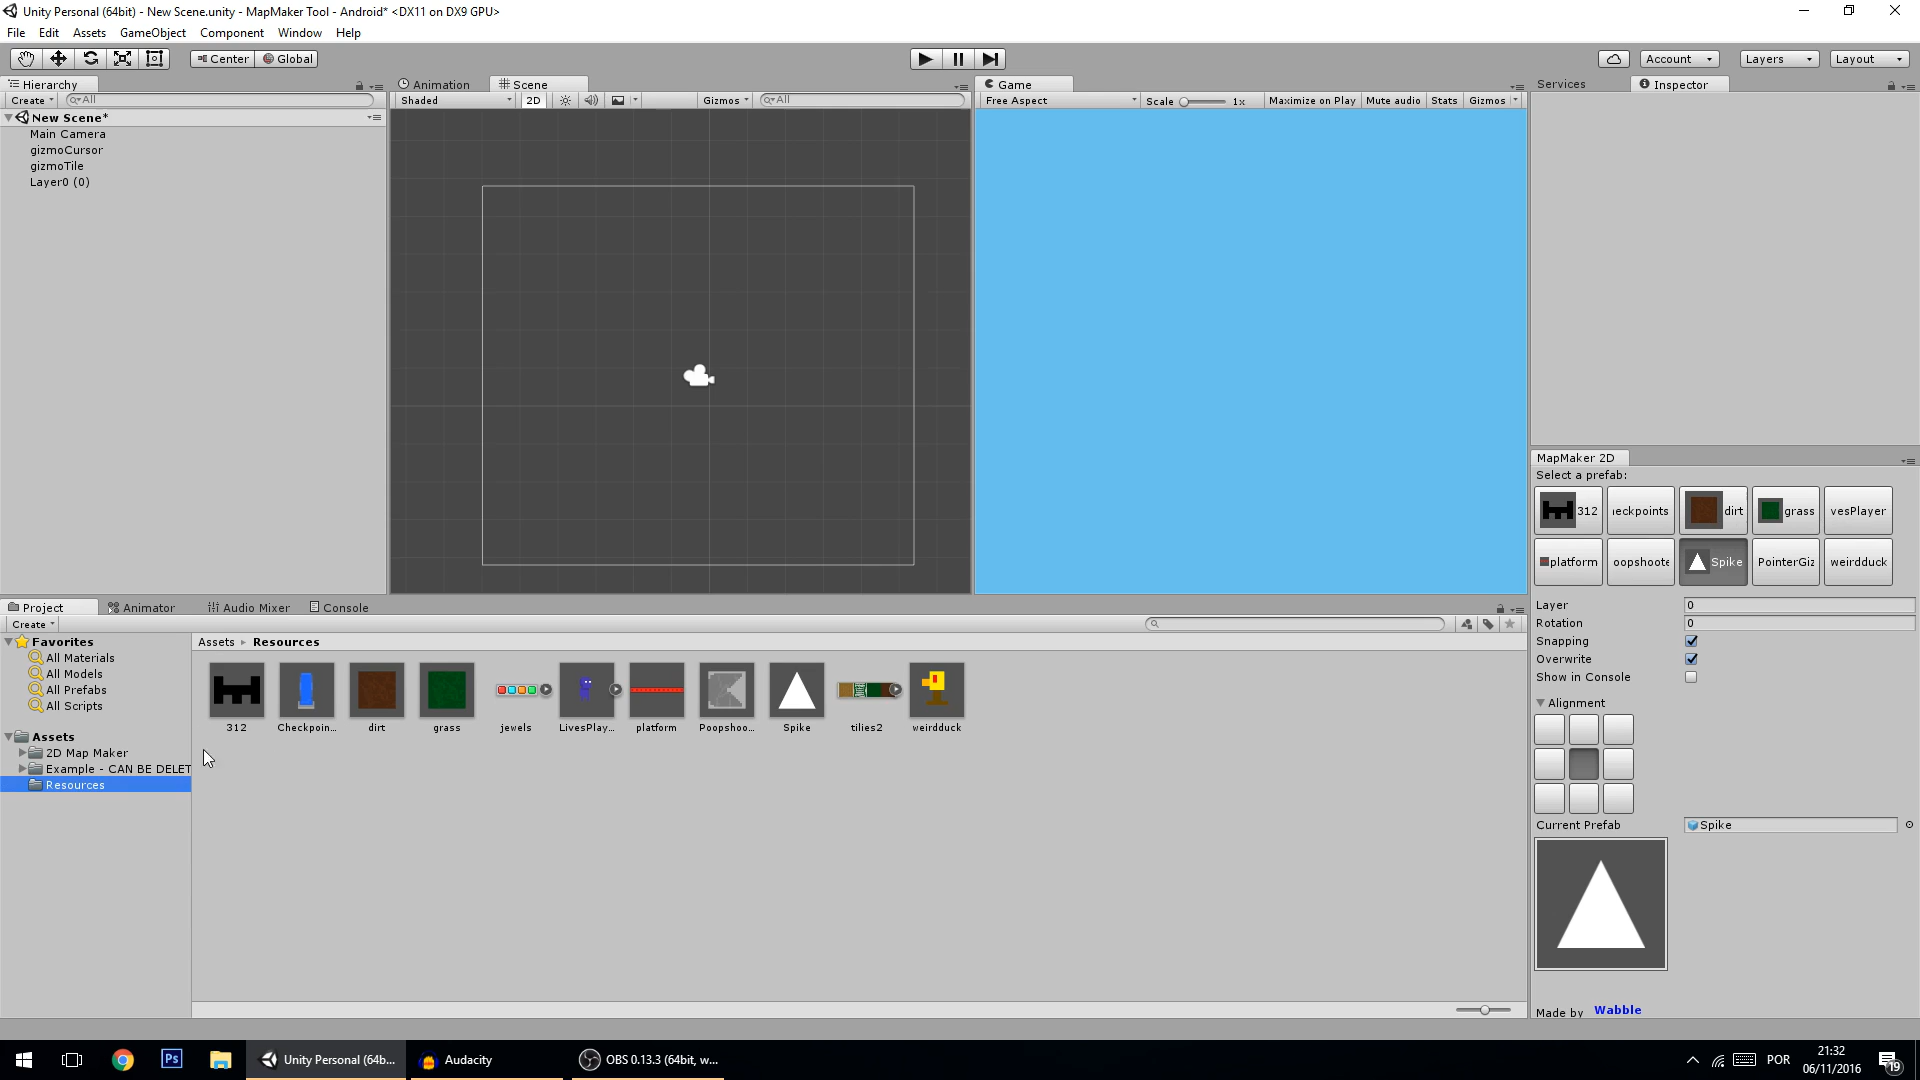 Unity Personal (64bit) - New Scene.unity - MapMaker Tool - Android* <DX11 on DX9 GPU>
File Edit Assets GameObject Component Window Help
Center Global Account Layers Layout
Hierarchy Animation Scene Game Services Inspector
Create All Shaded 2D Gizmos All Free Aspect Scale 1x Maximize on Play Mute audio Stats Gizmos
New Scene*
Main Camera
gizmoCursor
gizmoTile
Layer0 (0)
MapMaker 2D
Select a prefab:
312 ıeckpoints dirt grass vesPlayer
platform oopshoote Spike PointerGiz weirdduck
Layer 0
Rotation 0
Snapping
Overwrite
Show in Console
Alignment
Current Prefab Spike
Made by Wabble
Project Animator Audio Mixer Console
Create
Favorites
All Materials
All Models
All Prefabs
All Scripts
Assets
2D Map Maker
Example - CAN BE DELET
Resources
Assets Resources
312 Checkpoin... dirt grass jewels LivesPlay... platform Poopshoo... Spike tilies2 weirdduck
Ps Unity Personal (64b... Audacity OBS 0.13.3 (64bit, w... POR 21:32
06/11/2016 19